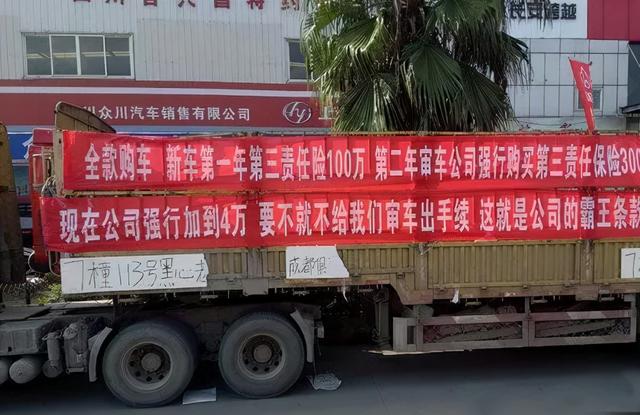 川众川汽车销售有限公司
全款购车 新车第一年第三责任险100万 第二年审车公司强行购买第三责任保险300
现在公司强行加到4万 要不就不给我们审车出手续 这就是公司的霸王条款
7橦113号黑心老
成都俱